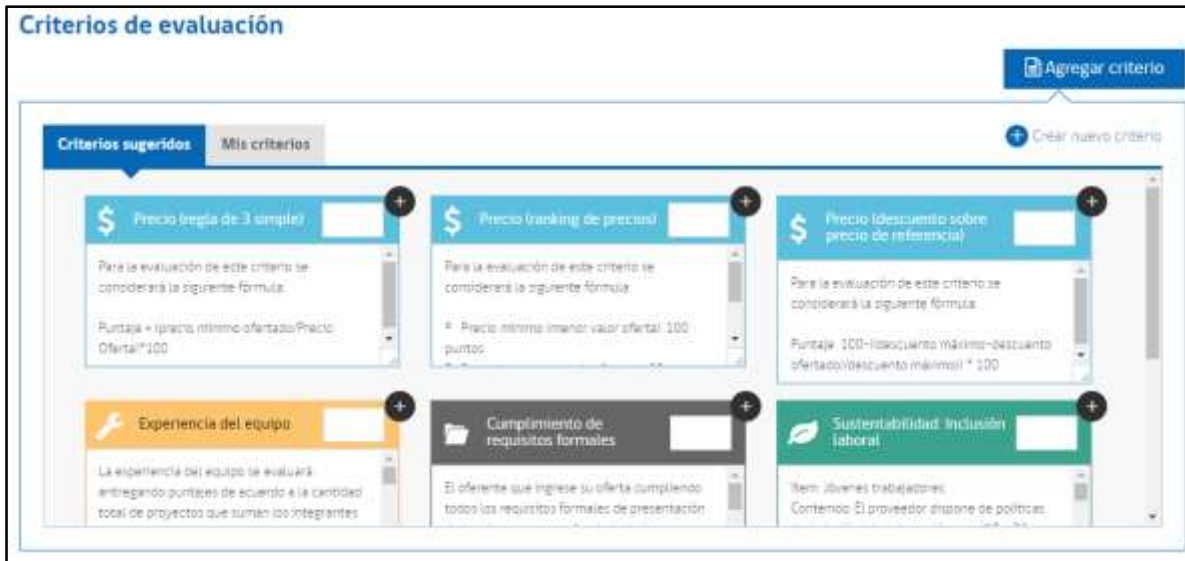 Criterios de evaluación
Agregar criterio
Criterios sugeridos
Mis criterios
Crear nuevo criterio
Precio (regla de 3 simple)
Para la evaluación de este criterio se
considerará la siguiente fórmula:
Puntaje = (precio mínimo ofertado/Precio
Oferta)*100
Precio (ranking de precios)
Para la evaluación de este criterio se
considerará la siguiente fórmula
* Precio mínimo (menor valor oferta): 100
puntos
Precio (descuento sobre
precio de referencia)
Para la evaluación de este criterio se
considerará la siguiente fórmula:
Puntaje: 100-((descuento máximo-descuento
ofertado)/descuento máximo)) * 100
Experiencia del equipo
La experiencia del equipo se evaluará
entregando puntajes de acuerdo a la cantidad
total de proyectos que suman los integrantes
Cumplimiento de
requisitos formales
El oferente que ingrese su oferta cumpliendo
todos los requisitos formales de presentación
Sustentabilidad: Inclusión
laboral
Item: Jóvenes trabajadores
Contenido: El proveedor dispone de políticas